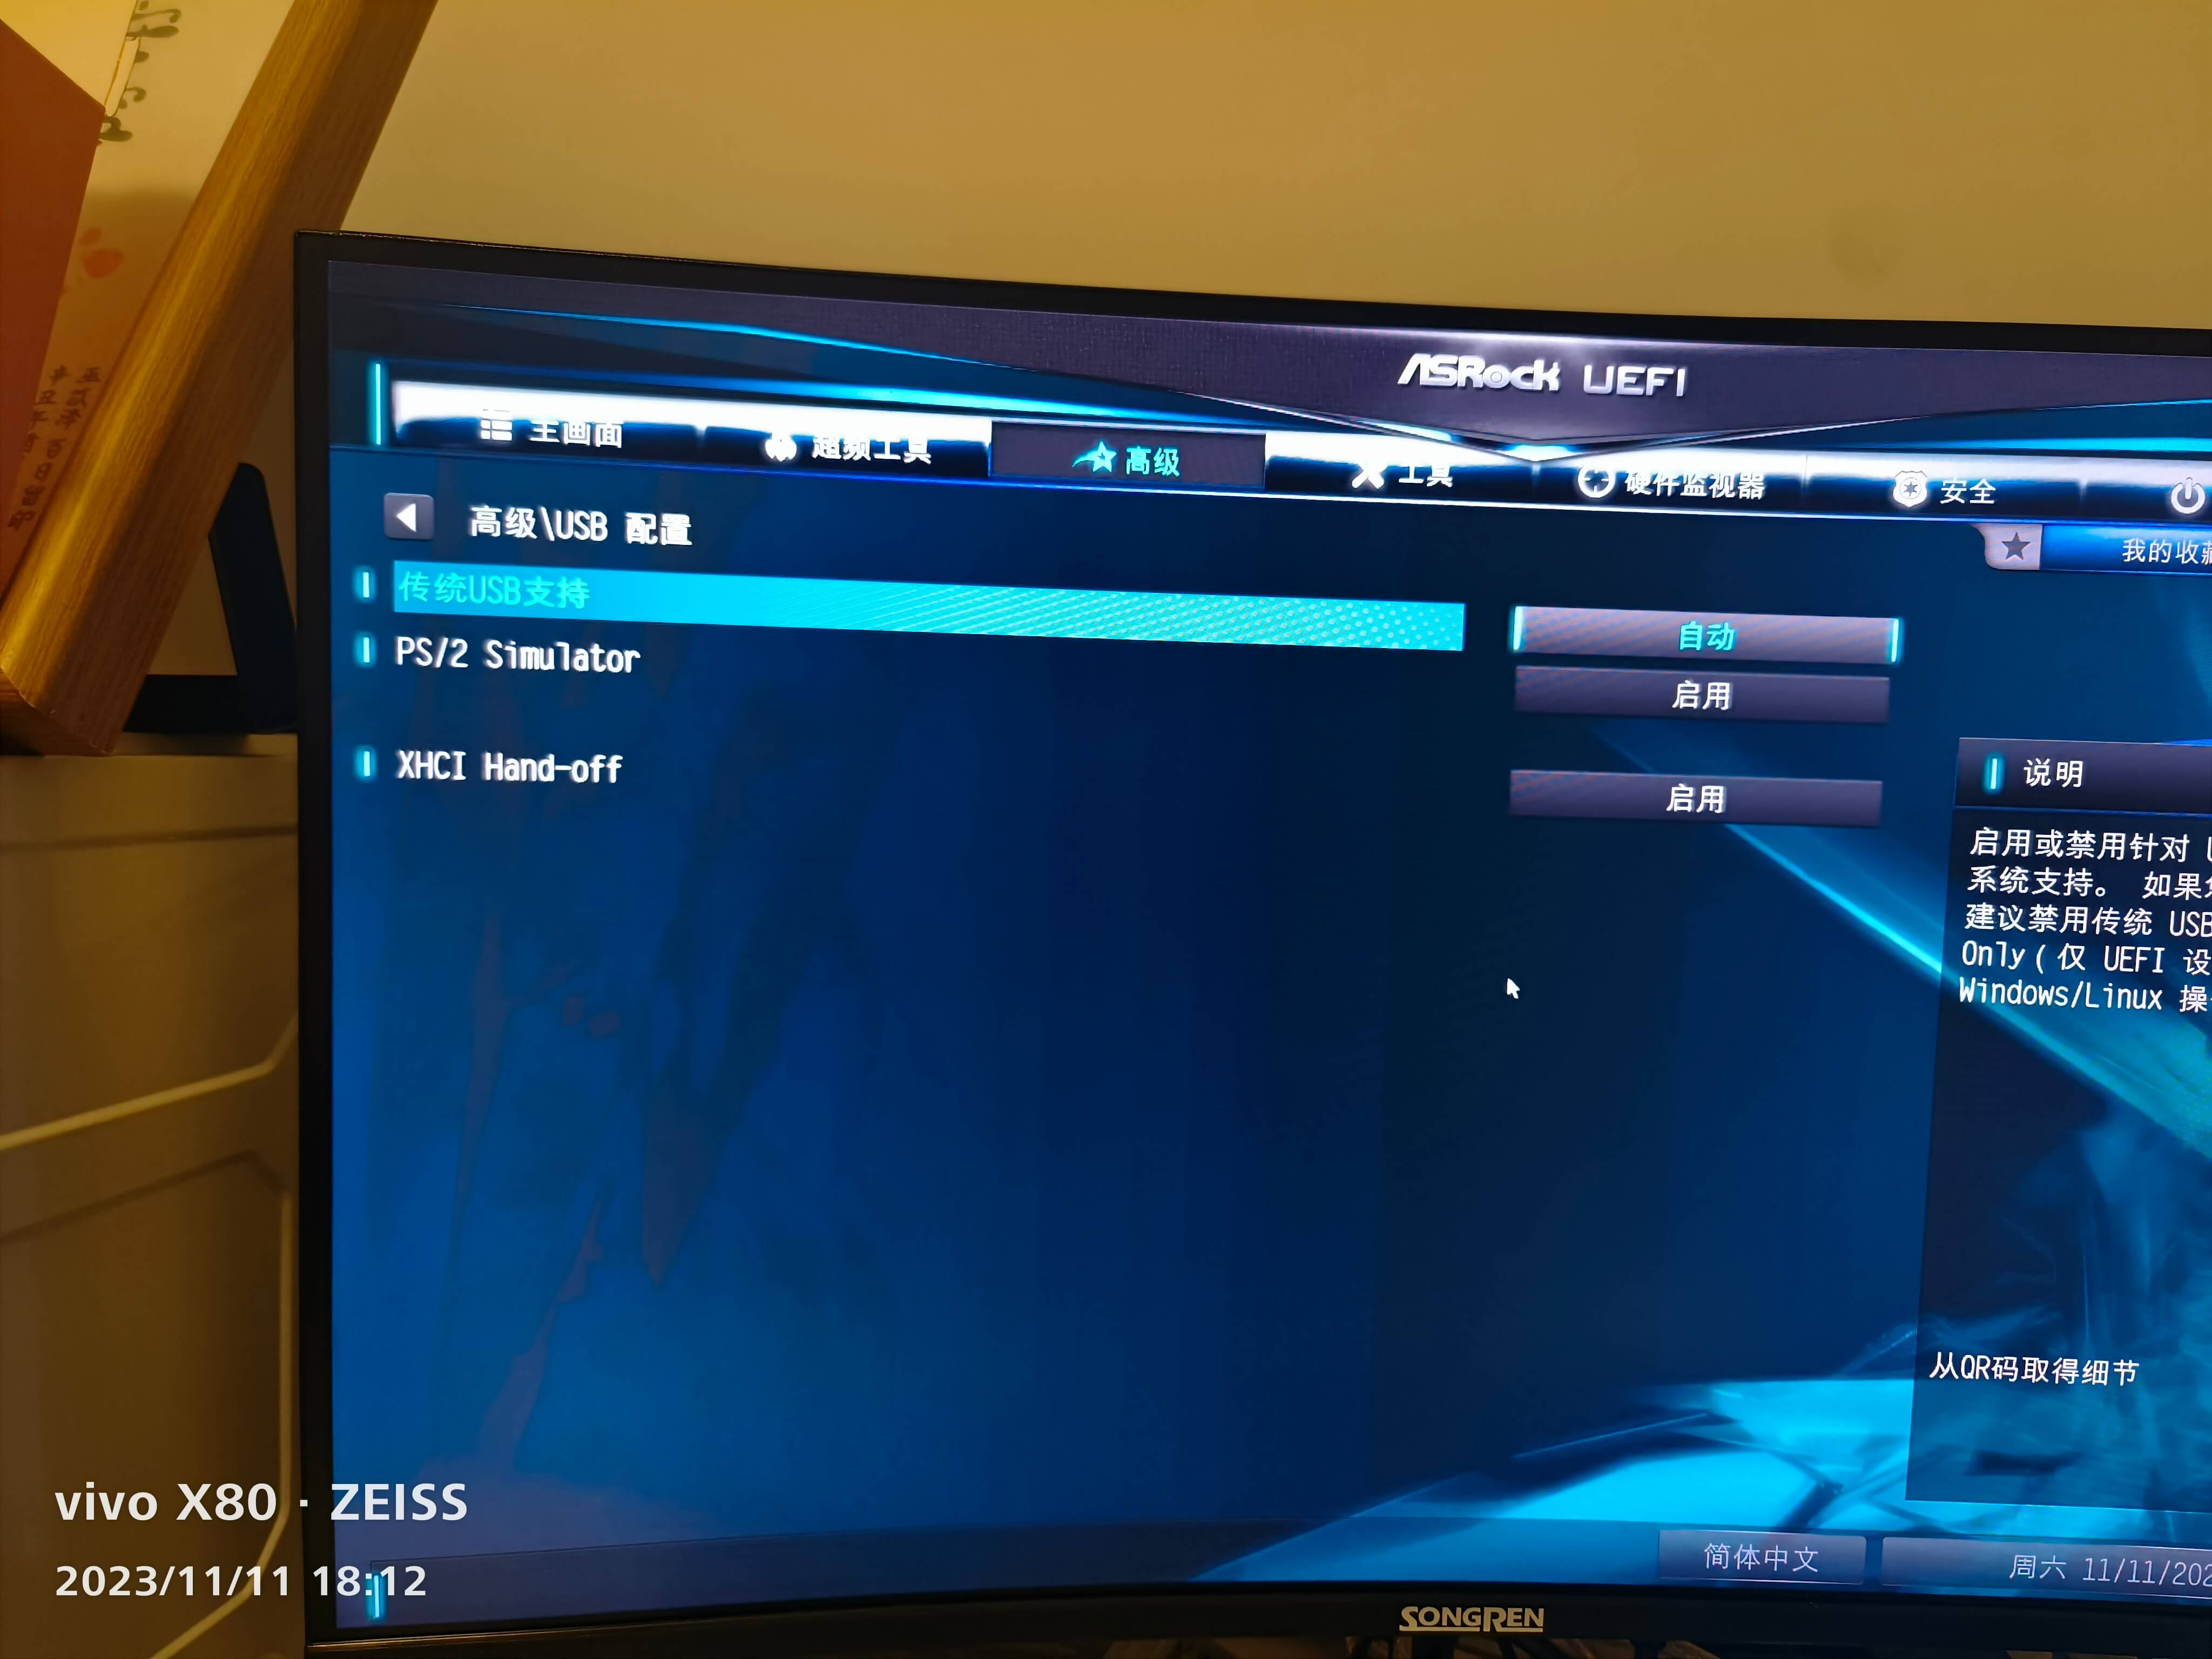 ASRock UEFI
主画面
超频工具
高级
工具
硬件监视器
安全
高级\USB 配置
我的收藏
传统USB支持
自动
PS/2 Simulator
启用
XHCI Hand-off
启用
说明
启用或禁用针对
系统支持。 如果
建议禁用传统 USB
Only( 仅 UEFI 设
Windows/Linux 操
从QR码取得细节
简体中文
周六 11/11/202
SONGREN
vivo X80 · ZEISS
2023/11/11 18:12